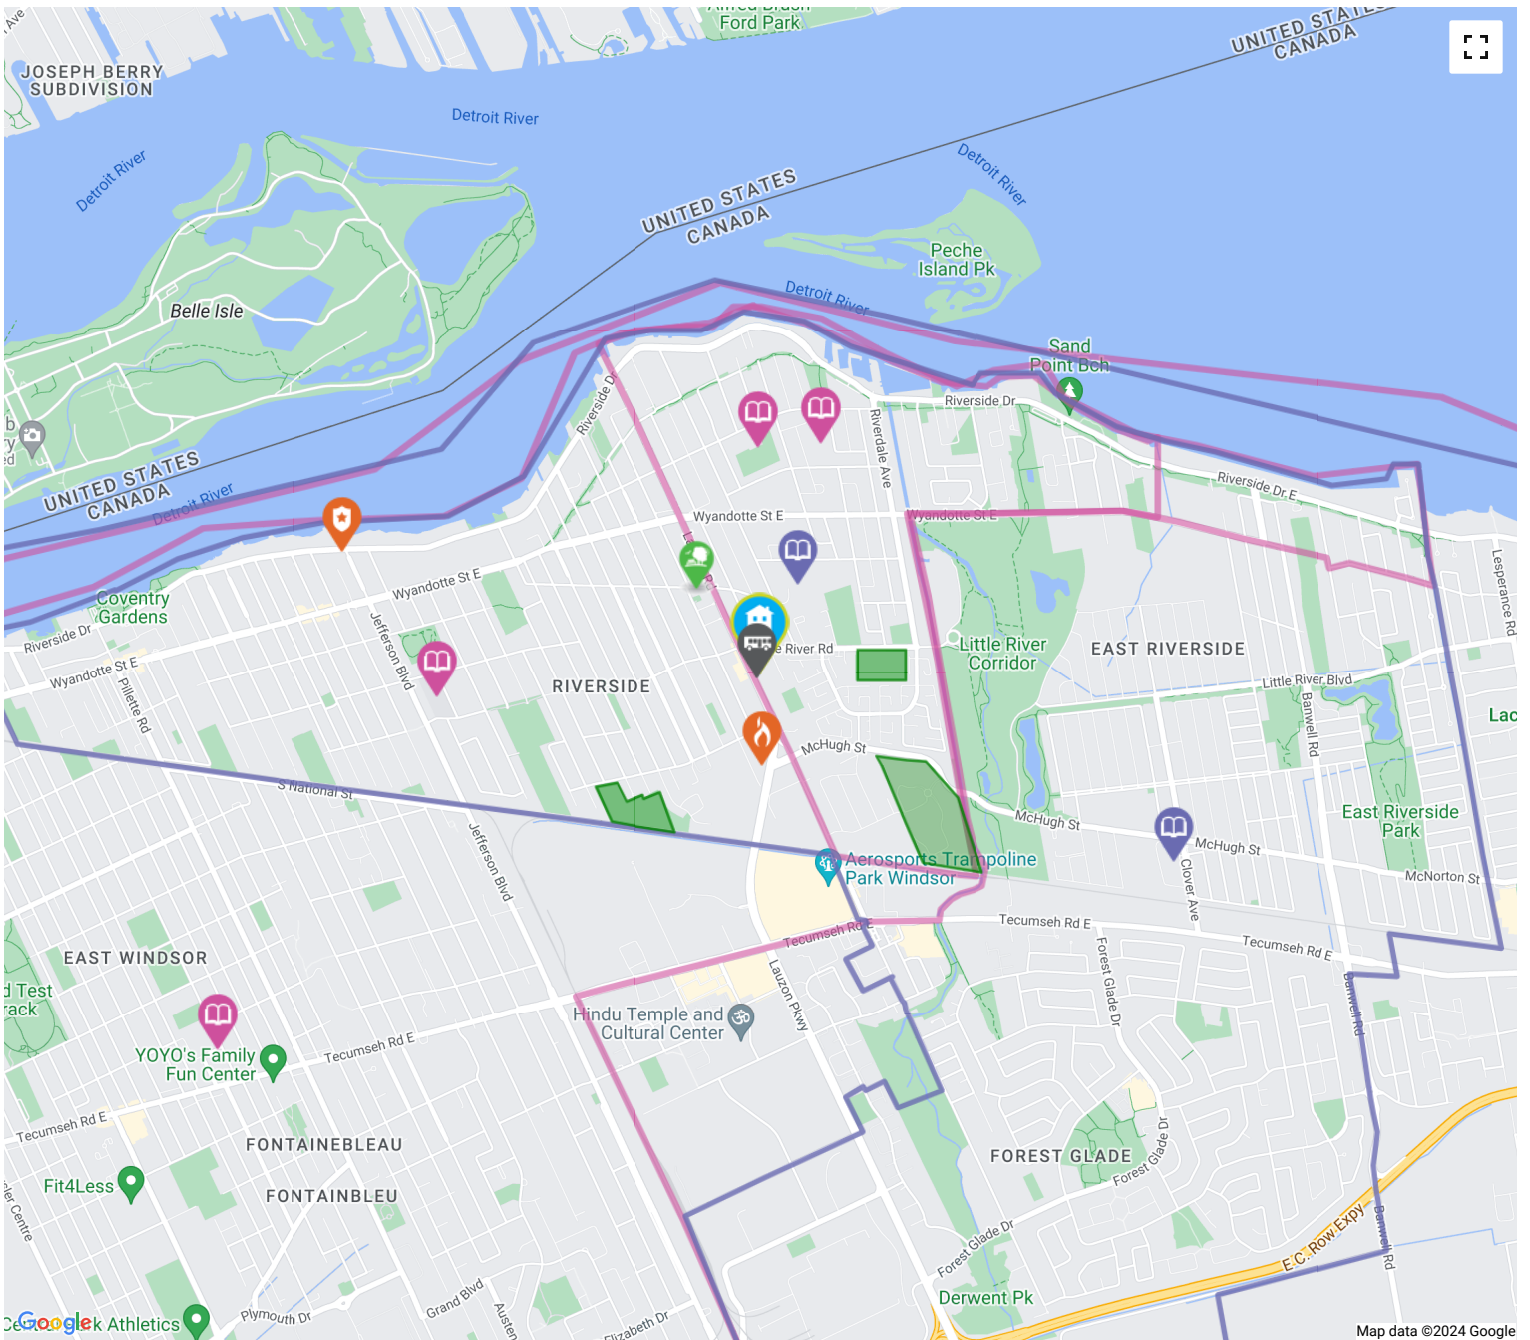 Ford Park
UNITED STATES
CANADA
JOSEPH BERRY
SUBDIVISION
Detroit River
Detroit River
Detroit River
UNITED STATES
CANADA
Peche
Island Pk
Belle Isle
Detroit River
Sand
Point Bch
Riverside Dr
Riverside Dr
Riverdale Ave
UNITED STATES
CANADA
Detroit River
Riverside Dr E
Wyandotte St E
Wyandotte St E
Lesperance Rd
Wyandotte St E
Coventry
Gardens
Riverside Dr
Jefferson Blvd
Wyandotte St E
Pillette Rd
e River Rd
Little River
Corridor
EAST RIVERSIDE
RIVERSIDE
Little River Blvd
Banwell Rd
Lac
McHugh St
S National St
McHugh St
East Riverside
Park
McHugh St
Jefferson Blvd
Aerosports Trampoline
Park Windsor
Clover Ave
McNorton St
Tecumseh Rd E
Tecumseh Rd E
Tecumseh Rd E
EAST WINDSOR
Forest Glade Dr
Lauzon Pkwy
Banwell Rd
d Test
rack
Hindu Temple and
Cultural Center
YOYO's Family
Fun Center
Tecumseh Rd E
Tecumseh Rd E
FONTAINEBLEAU
FOREST GLADE
Forest Glade Dr
Fit4Less
FONTAINBLEU
Forest Glade Dr
E.C. Row Expy
Banwell Rd
Derwent Pk
Grand Blvd
Plymouth Dr
Elizabeth Dr
Google
Athletics
Map data ©2024 Google